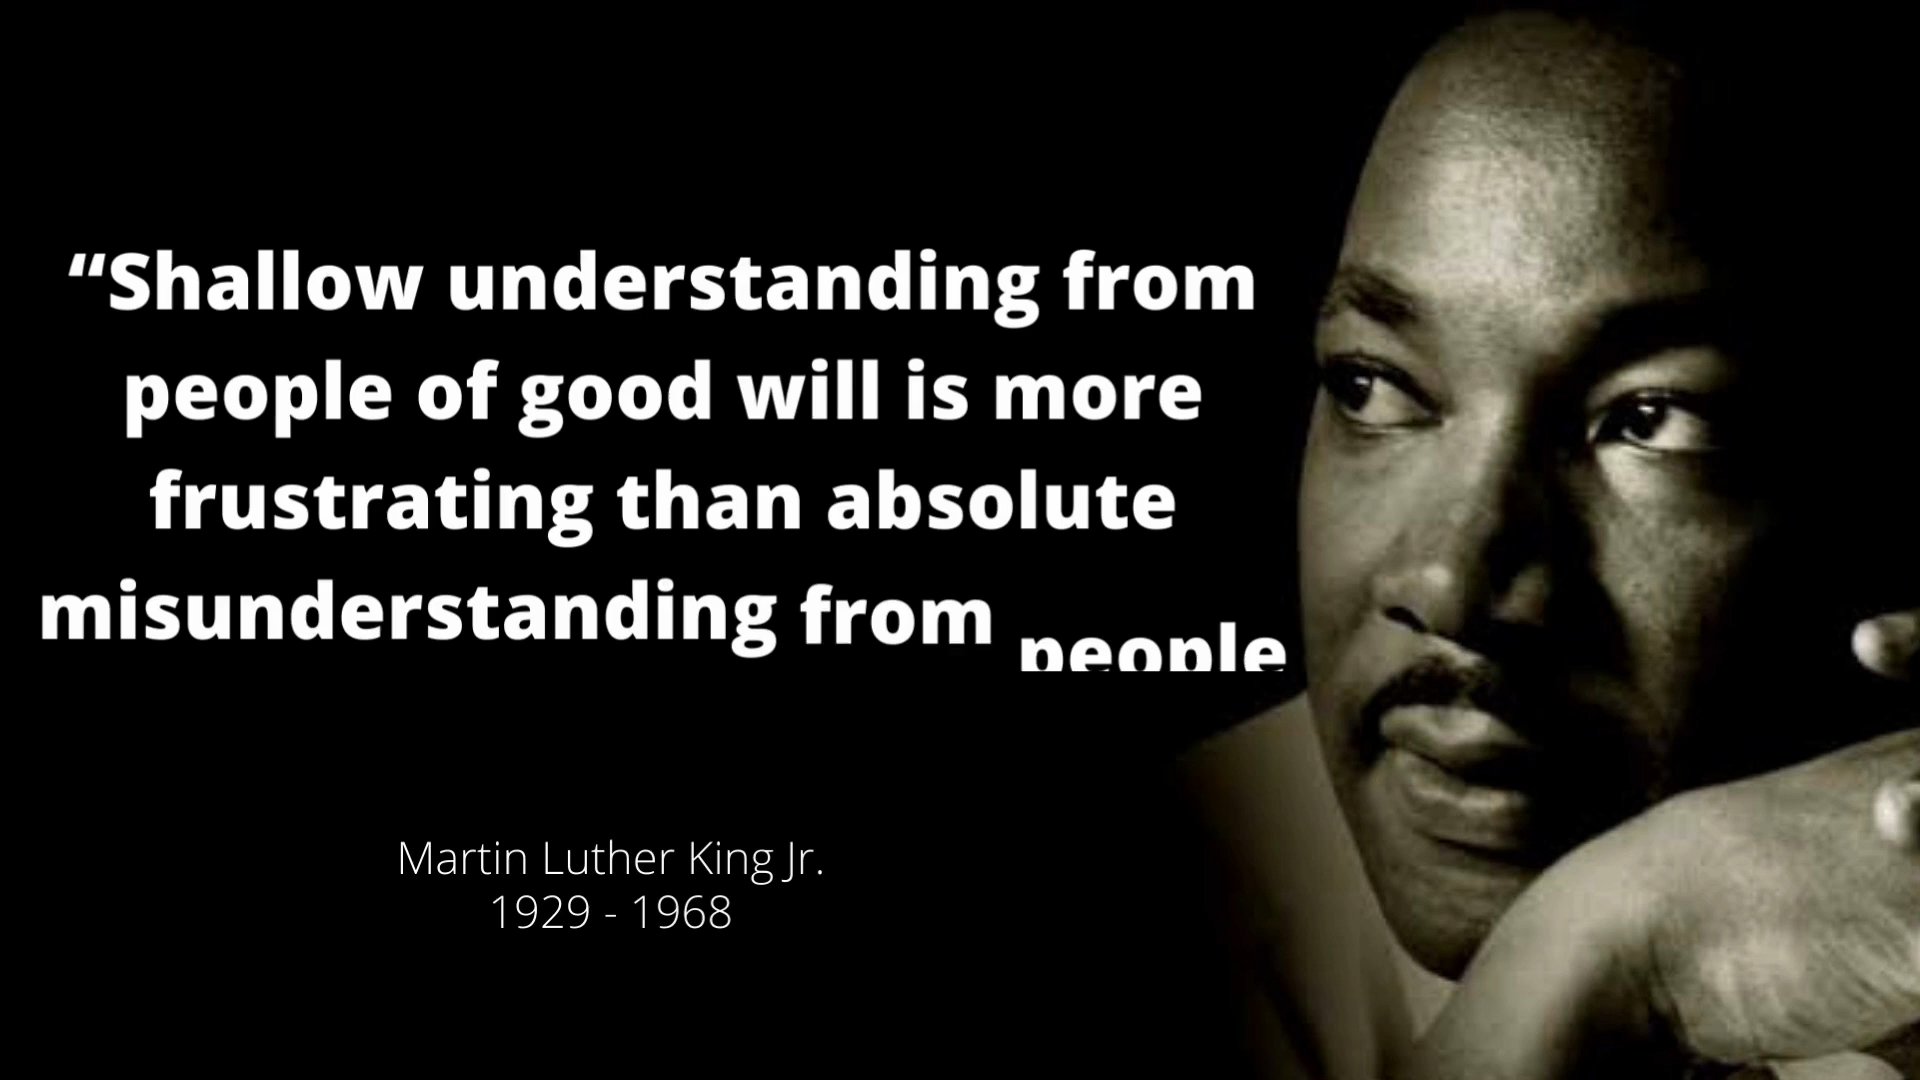 “Shallow understanding from
people of good will is more
frustrating than absolute
misunderstanding from people
Martin Luther King Jr.
1929 - 1968